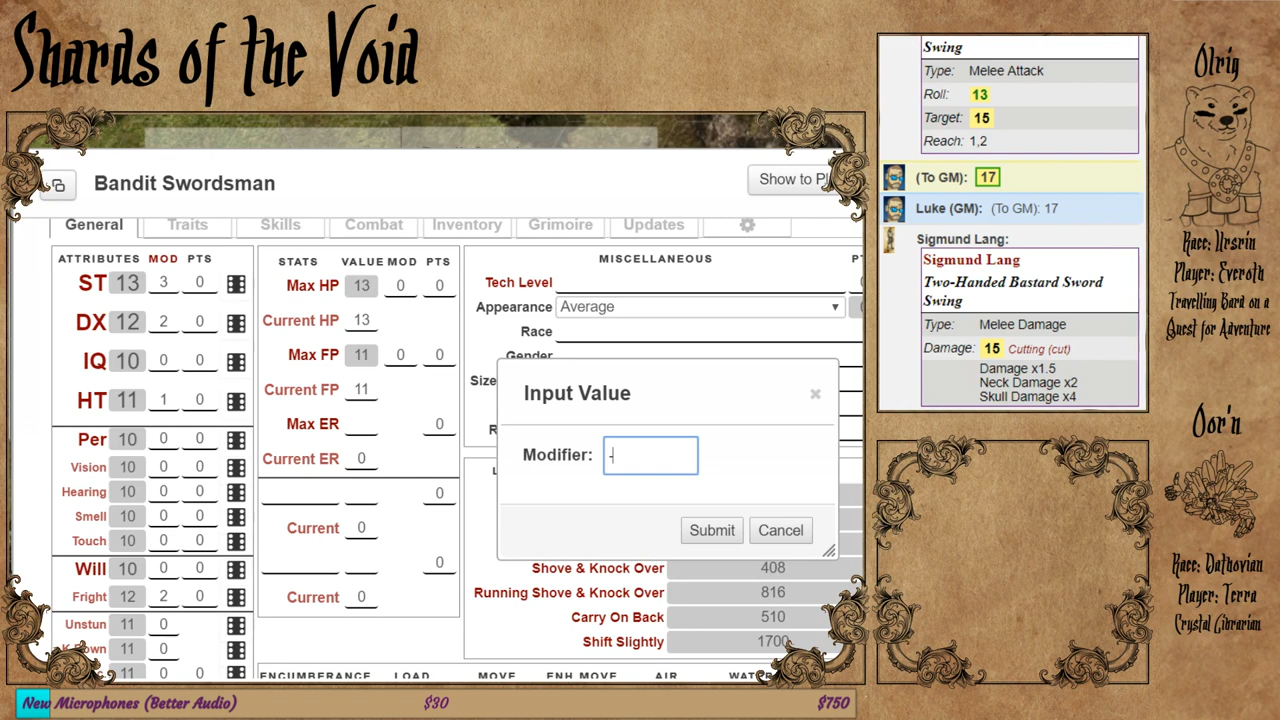 Shards of the Void
Bandit Swordsman
Show to Pl
General Traits Skills Combat Inventory Grimoire Updates
ATTRIBUTES MOD PTS
ST 13 3 0
DX 12 2 0
IQ 10 0 0
HT 11 1 0
Per 10 0 0
Vision 10 0 0
Hearing 10 0 0
Smell 10 0 0
Touch 10 0 0
Will 10 0 0
Fright 12 2 0
Unstun 11 0
11 0
11 0 0
STATS VALUE MOD PTS
Max HP 13 0 0
Current HP 13
Max FP 11 0 0
Current FP 11
Max ER 0
Current ER 0
0
Current 0
0
Current 0
MISCELLANEOUS
Tech Level
Appearance Average
Race
Gender
Input Value ×
Modifier: -
Submit Cancel
Shove & Knock Over 408
Running Shove & Knock Over 816
Carry On Back 510
Shift Slightly 1700
ENCUMBERANCE LOAD MOVE ENH MOVE AIR
New Microphones (Better Audio) $30 $750
Swing
Type: Melee Attack
Roll: 13
Target: 15
Reach: 1,2
(To GM): 17
Luke (GM): (To GM): 17
Sigmund Lang:
Sigmund Lang
Two-Handed Bastard Sword
Swing
Type: Melee Damage
Damage: 15 Cutting (cut)
Damage x1.5
Neck Damage x2
Skull Damage x4
Olrig
Race: Ursrin
Player: Everoth
Travelling Bard on a
Quest for Adventure
Oor'n
Race: Dathovian
Player: Terra
Crystal Librarian